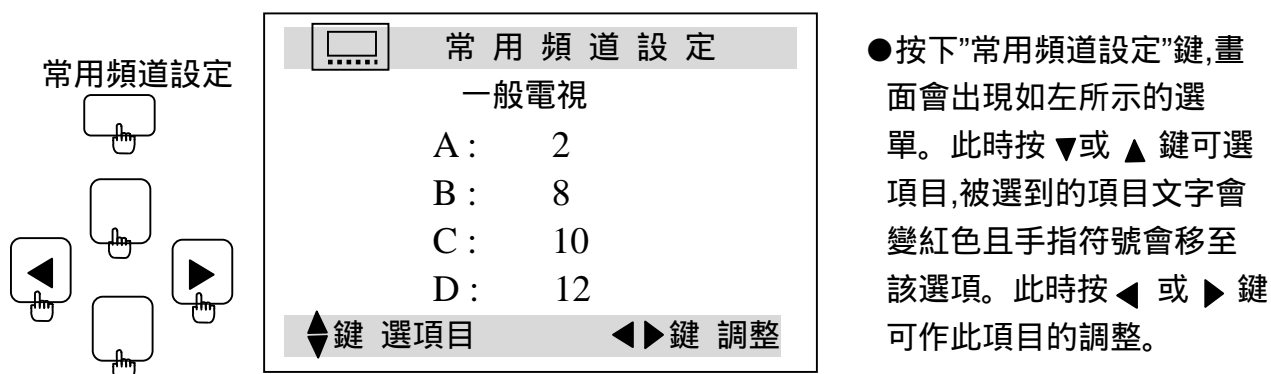 常用頻道設定
常用頻道設定
一般電視
A : 2
B : 8
C : 10
D : 12
鍵 選項目 ◀▶鍵 調整
●按下”常用頻道設定”鍵,畫
面會出現如左所示的選
單。此時按 ▼或 ▲ 鍵可選
項目,被選到的項目文字會
變紅色且手指符號會移至
該選項。此時按 ◀ 或 ▶ 鍵
可作此項目的調整。